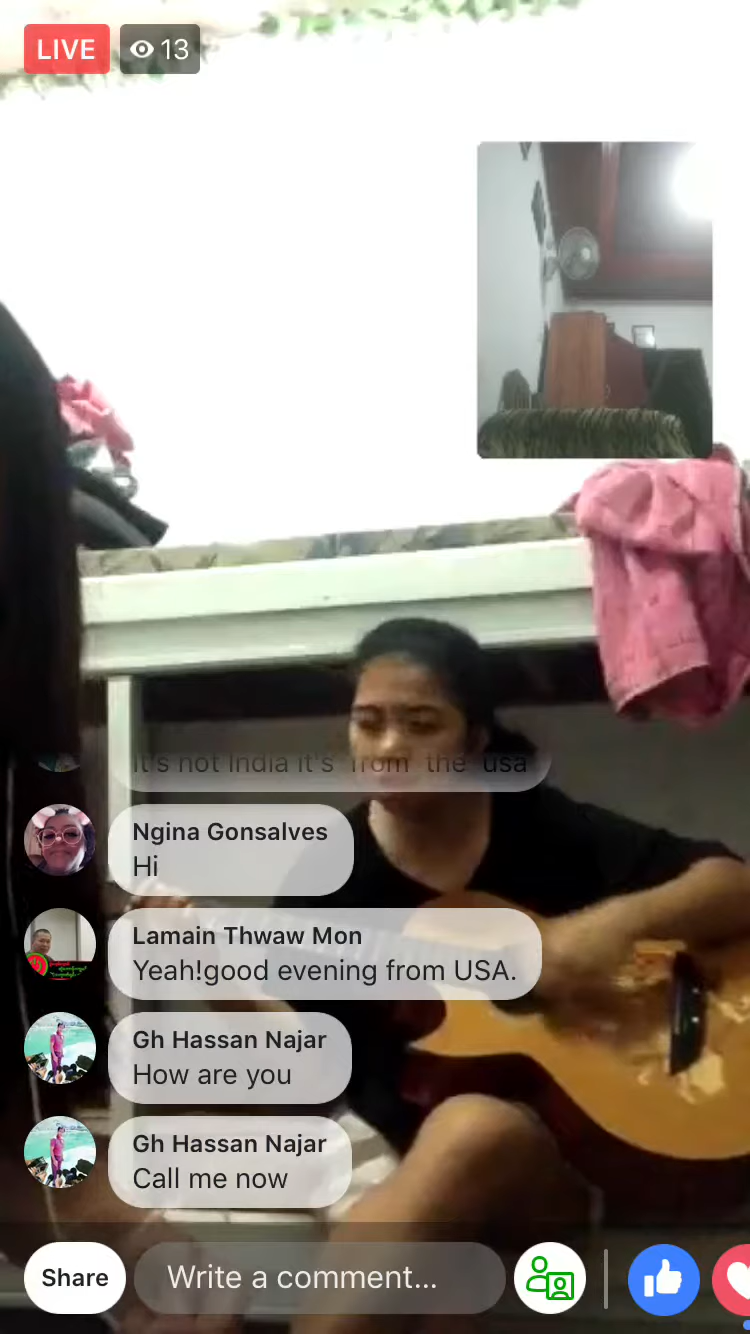 LIVE 13
It's not India it's from the usa
Ngina Gonsalves
Hi
Lamain Thwaw Mon
Yeah!good evening from USA.
Gh Hassan Najar
How are you
Gh Hassan Najar
Call me now
Share Write a comment...